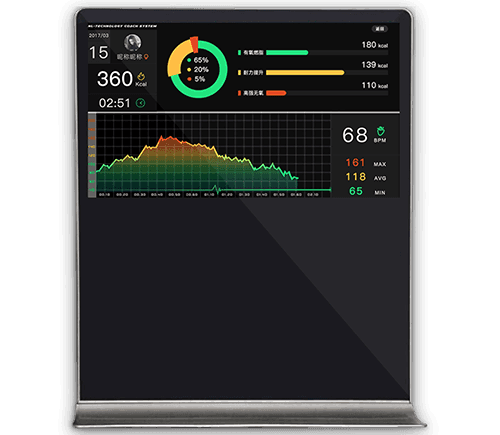 AL-TECHNOLOGY COACH SYSTEM
2017/03
15
昵称昵称
360 Kcal
02:51
65%
20%
5%
有氧燃脂
180 kcal
耐力提升
139 kcal
高强无氧
110 kcal
68 BPM
161 MAX
118 AVG
65 MIN